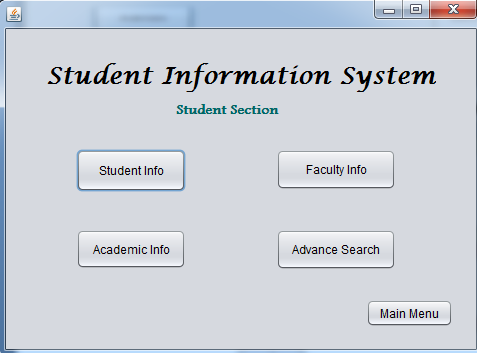 Student Information System
Student Section
Student Info
Faculty Info
Academic Info
Advance Search
Main Menu